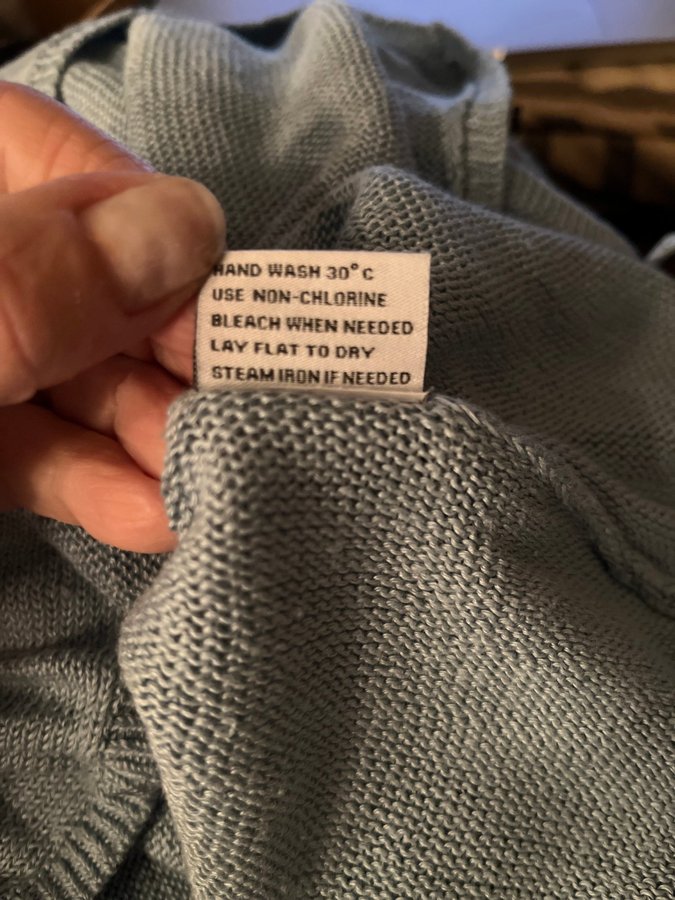 HAND WASH 30° C
USE NON-CHLORINE
BLEACH WHEN NEEDED
LAY FLAT TO DRY
STEAM IRON IF NEEDED